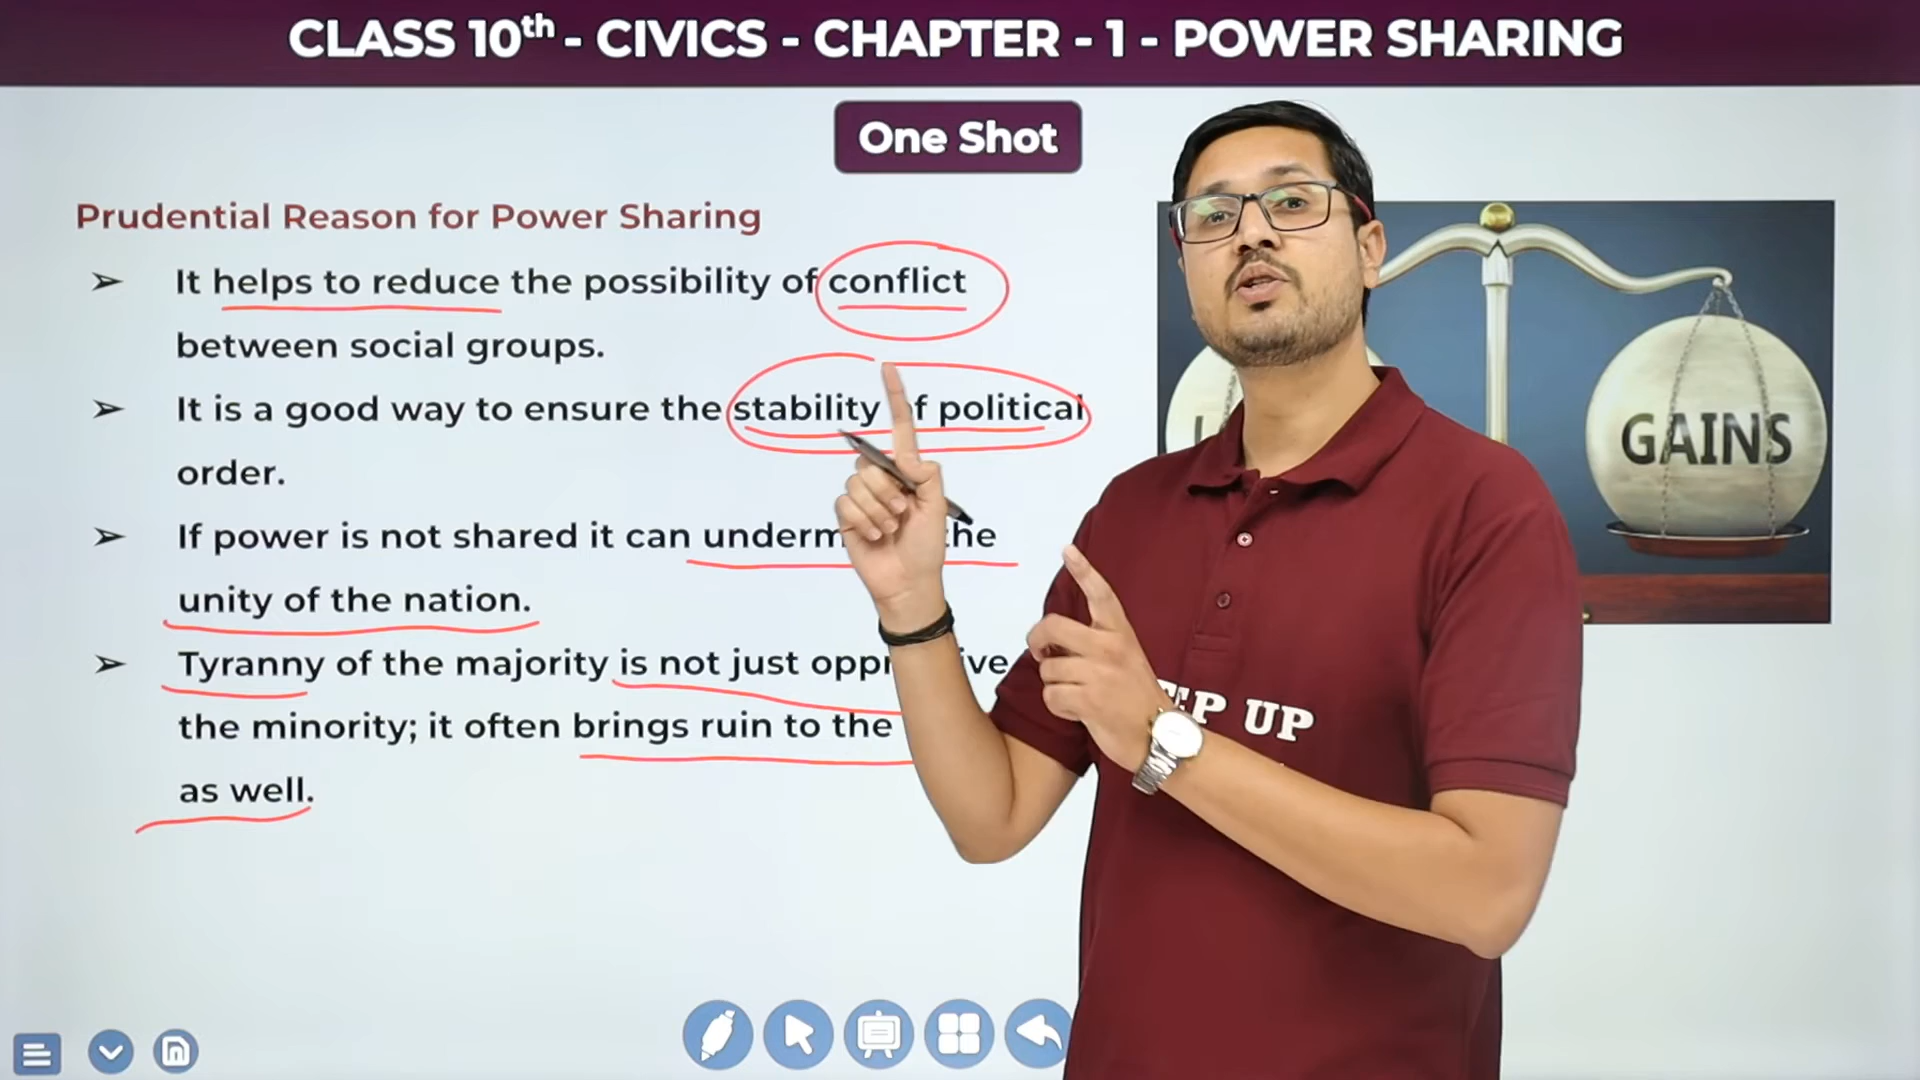 CLASS 10th - CIVICS - CHAPTER - 1 - POWER SHARING
One Shot
Prudential Reason for Power Sharing
➢ It helps to reduce the possibility of conflict
between social groups.
➢ It is a good way to ensure the stability of political
order.
➢ If power is not shared it can the
unity of the nation.
➢ Tyranny of the majority is not just
the minority; it often brings ruin to the
as well.
GAINS
UP